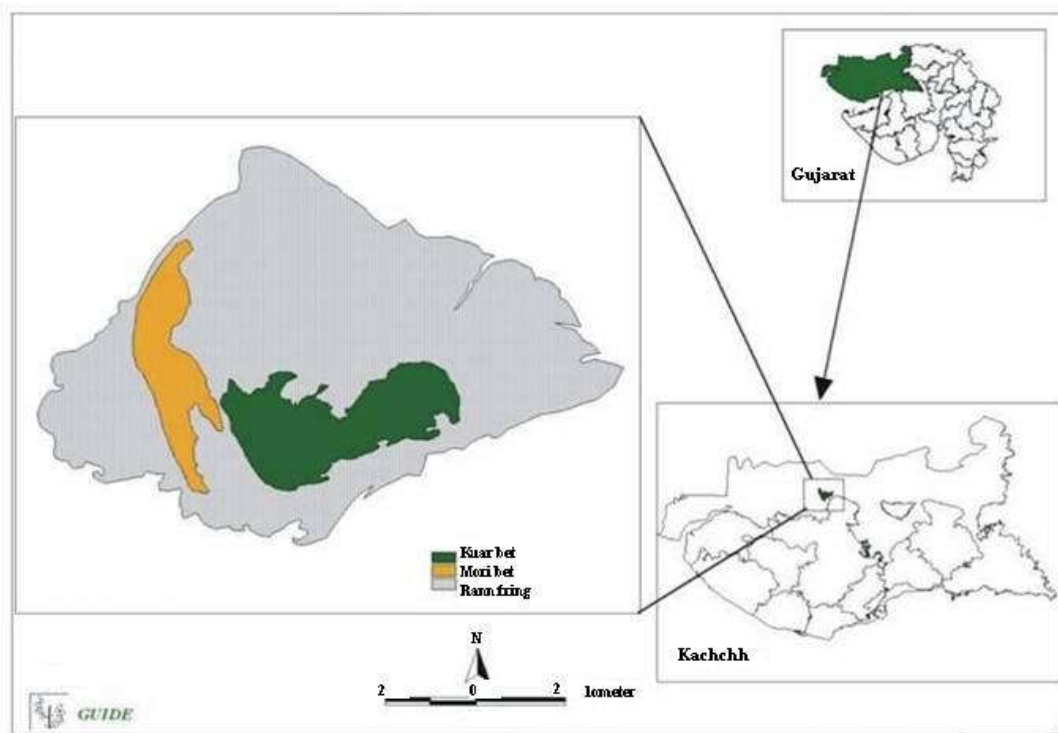 Gujarat
Kuar bet
Mori bet
Rann fring
Kachchh
N
2 0 2 lometer
GUIDE